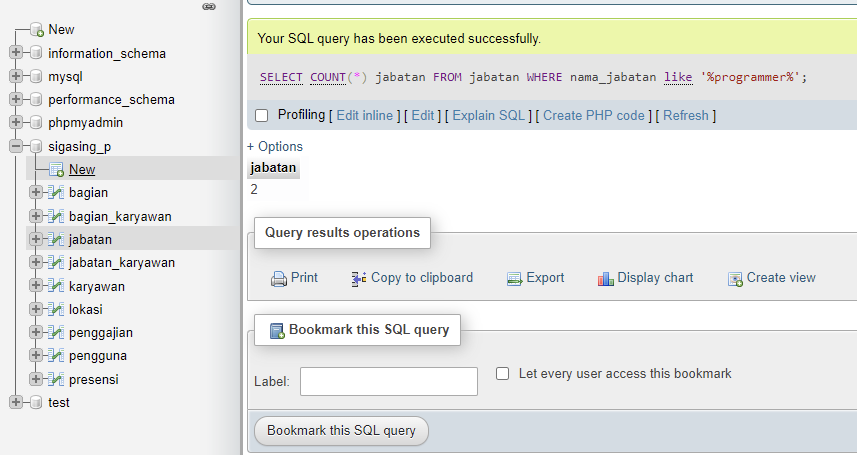 New
information_schema
mysql
performance_schema
phpmyadmin
sigasing_p
New
bagian
bagian_karyawan
jabatan
jabatan_karyawan
karyawan
lokasi
penggajian
pengguna
presensi
test
Your SQL query has been executed successfully.
SELECT COUNT(*) jabatan FROM jabatan WHERE nama_jabatan like '%programmer%';
Profiling [ Edit inline ] [ Edit ] [ Explain SQL ] [ Create PHP code ] [ Refresh ]
+ Options
jabatan
2
Query results operations
Print Copy to clipboard Export Display chart Create view
Bookmark this SQL query
Label: Let every user access this bookmark
Bookmark this SQL query